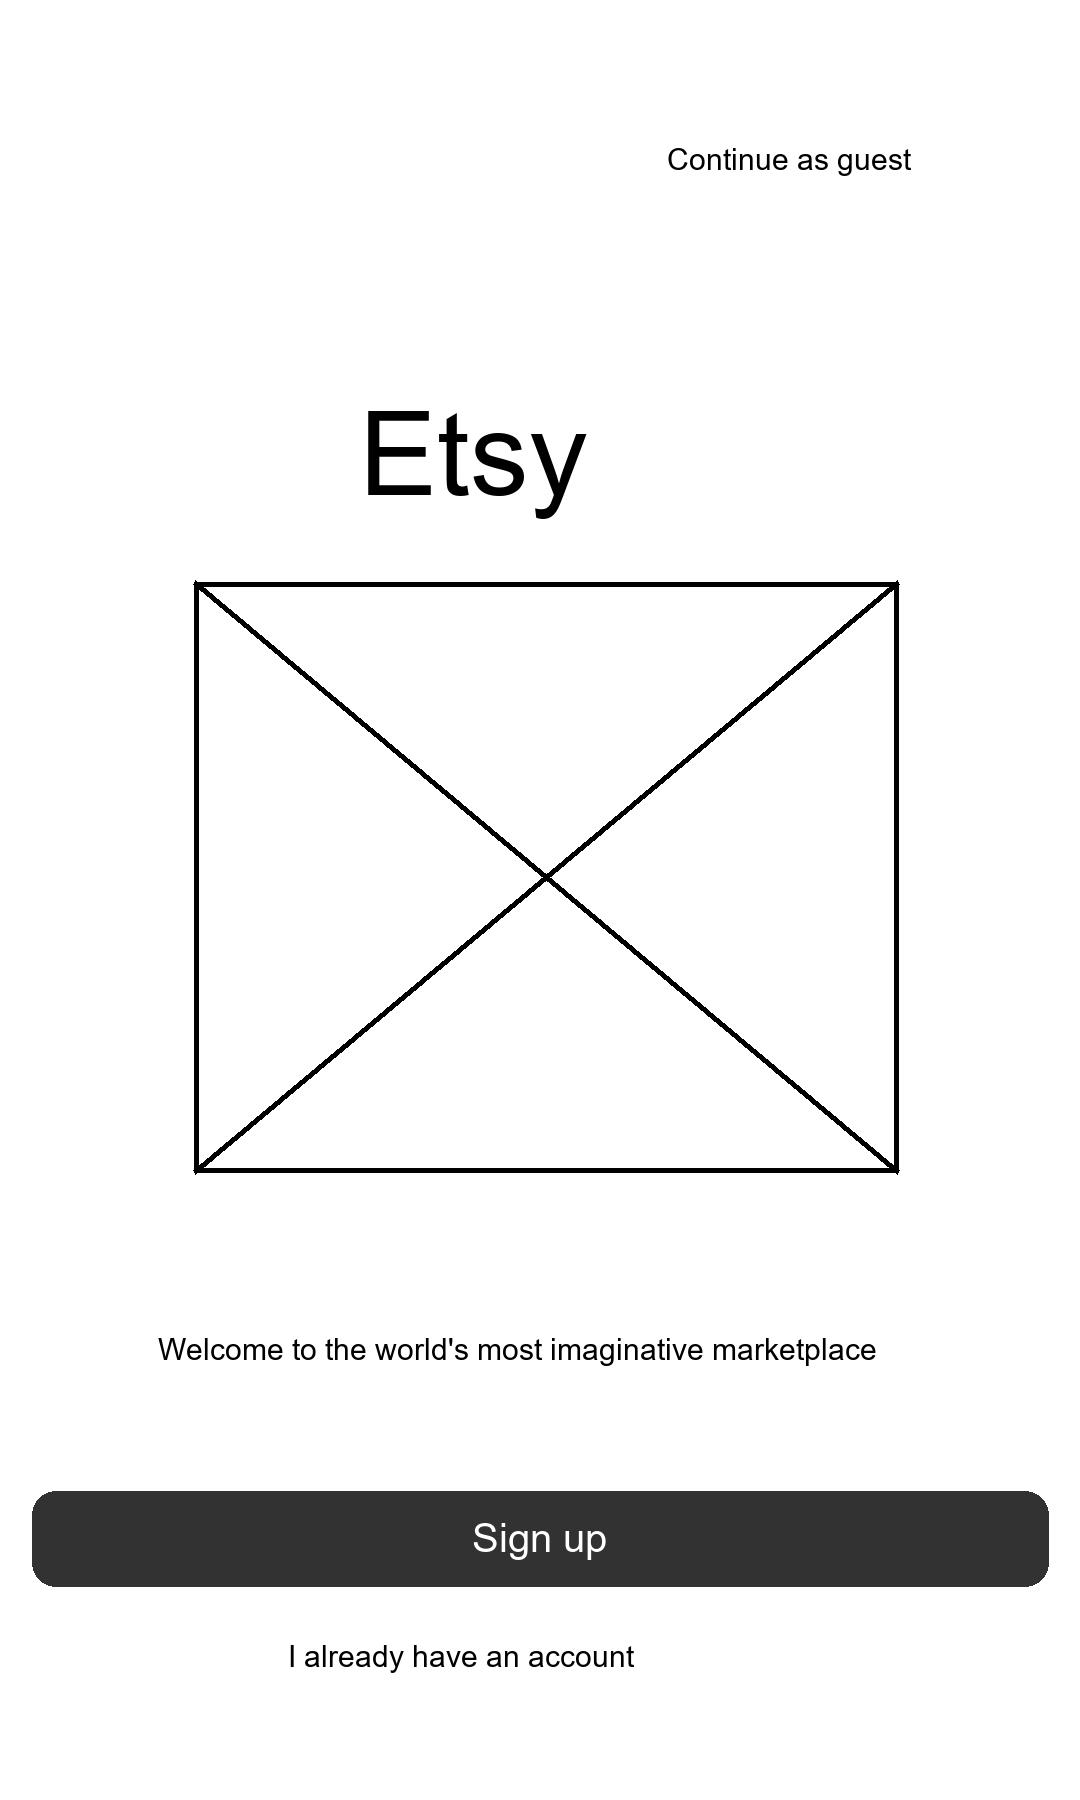 Continue as guest
Etsy
Welcome to the world's most imaginative marketplace
Sign up
I already have an account